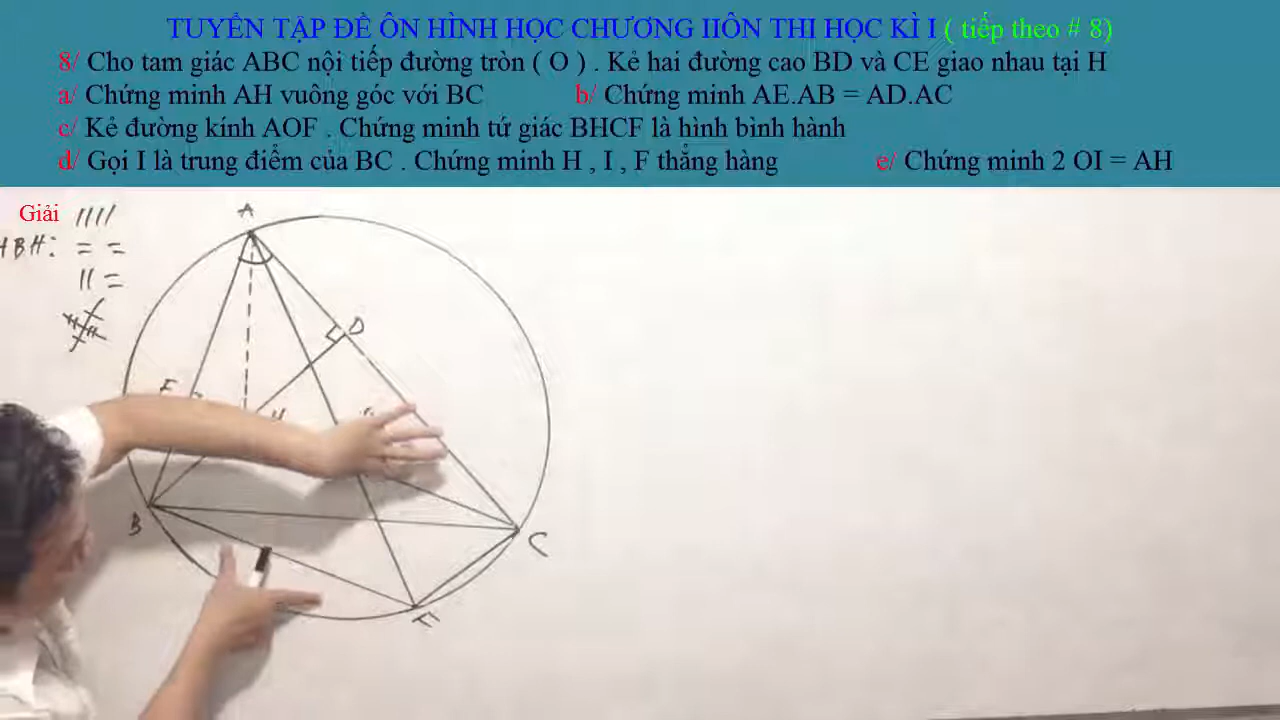 TUYỂN TẬP ĐỀ ÔN HÌNH HỌC CHƯƠNG IIÔN THI HỌC KÌ I ( tiếp theo # 8)
8/ Cho tam giác ABC nội tiếp đường tròn ( O ) . Kẻ hai đường cao BD và CE giao nhau tại H
a/ Chứng minh AH vuông góc với BC b/ Chứng minh AE.AB = AD.AC
c/ Kẻ đường kính AOF . Chứng minh tứ giác BHCF là hình bình hành
d/ Gọi I là trung điểm của BC . Chứng minh H , I , F thẳng hàng e/ Chứng minh 2 OI = AH
Giải ////
A
HBH: = =
// =
D
E
H
B
C
F